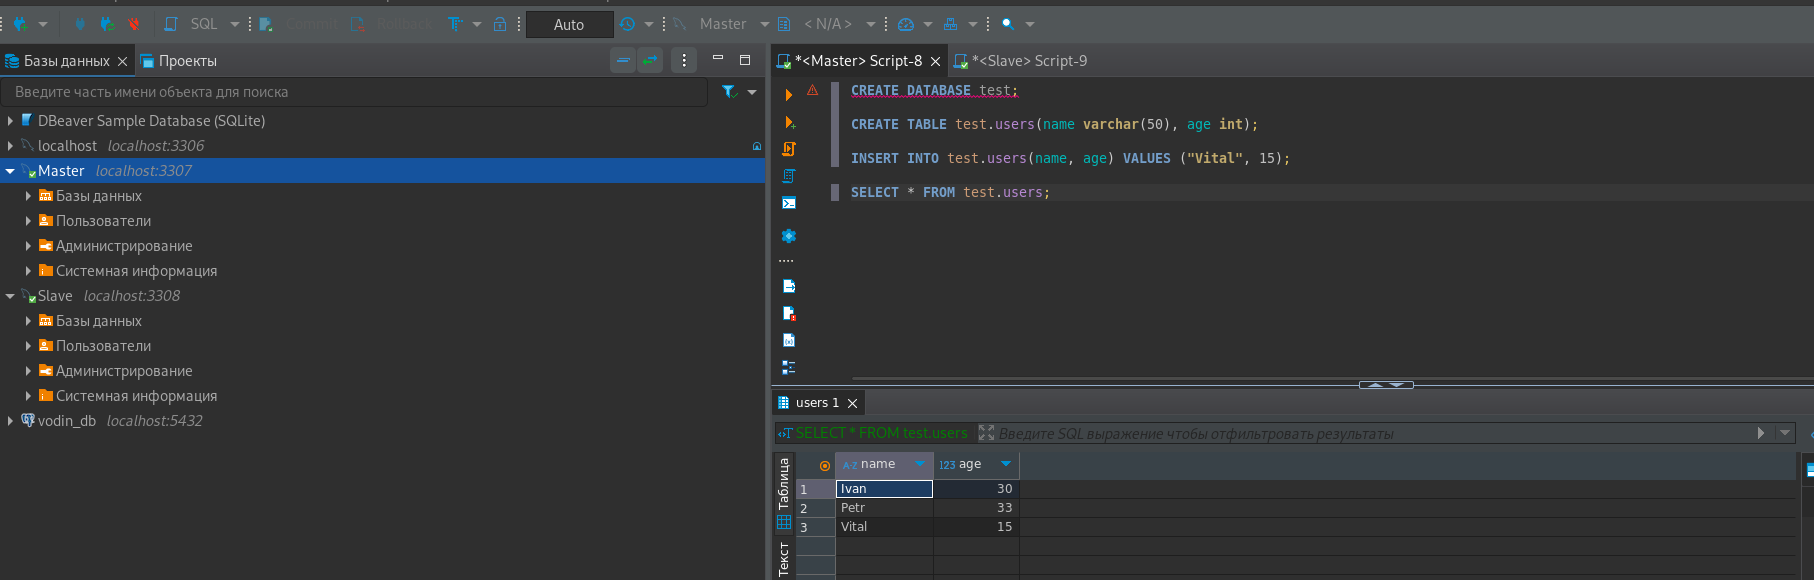 SQL Commit Rollback Auto Master < N/A >
Базы данных Проекты
Введите часть имени объекта для поиска
DBeaver Sample Database (SQLite)
localhost localhost:3306
Master localhost:3307
Базы данных
Пользователи
Администрирование
Системная информация
Slave localhost:3308
Базы данных
Пользователи
Администрирование
Системная информация
vodin_db localhost:5432
*<Master> Script-8 *<Slave> Script-9
CREATE DATABASE test;
CREATE TABLE test.users(name varchar(50), age int);
INSERT INTO test.users(name, age) VALUES ("Vital", 15);
SELECT * FROM test.users;
users 1
SELECT * FROM test.users Введите SQL выражение чтобы отфильтровать результаты
Таблица
Текст
A-Z name 123 age
1 Ivan 30
2 Petr 33
3 Vital 15